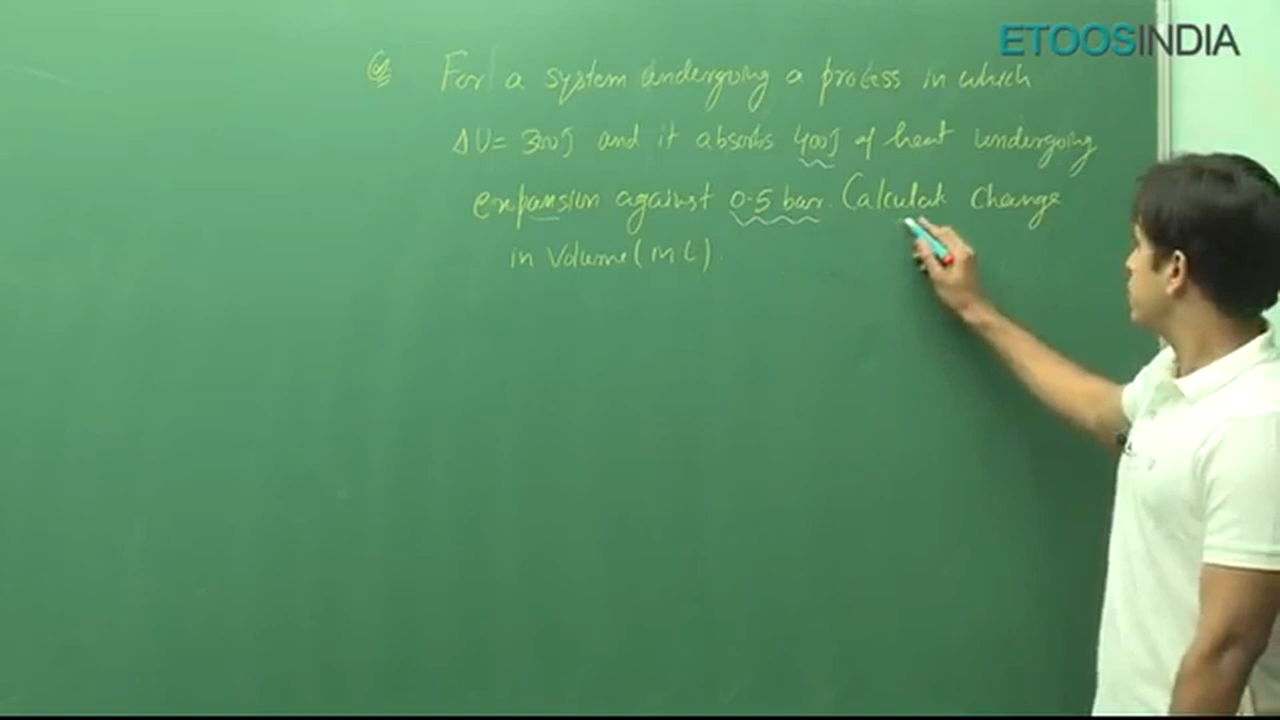 ETOOSINDIA
Q For a system undergoing a process in which
ΔU= 300J and it absorbs 400J of heat undergoing
expansion against 0.5 bar. Calculate change
in Volume (mL).